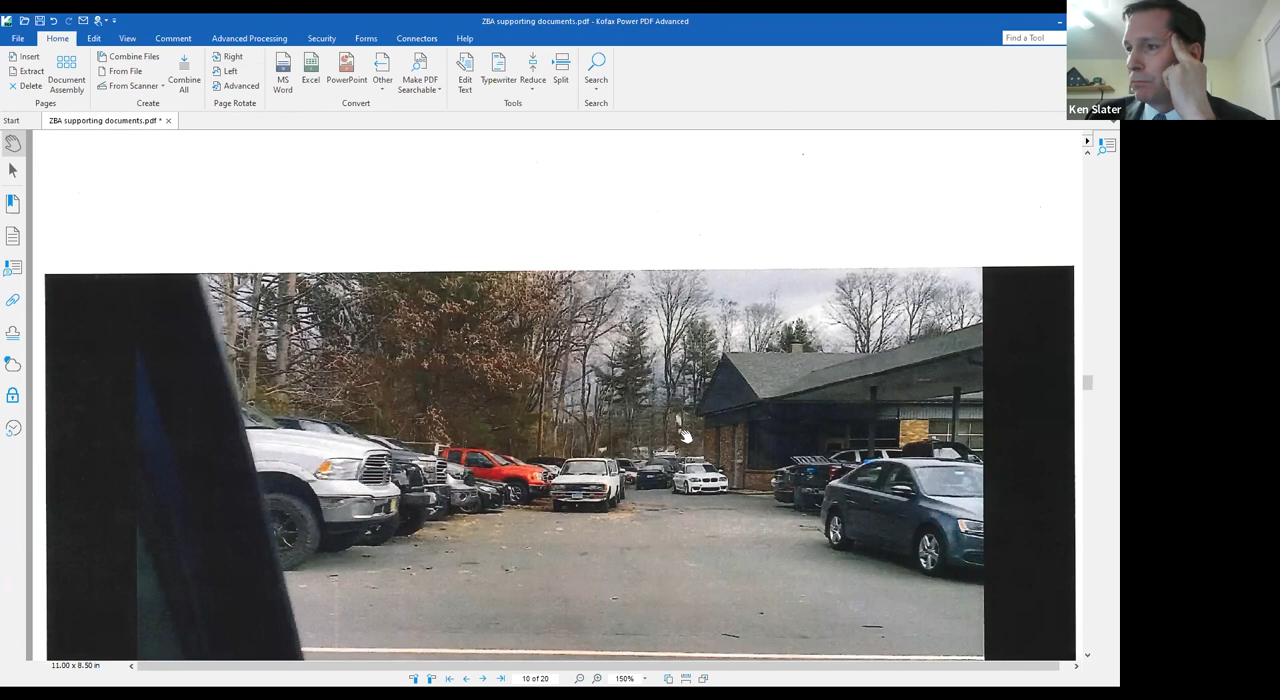 ZBA supporting documents.pdf - Kofax Power PDF Advanced
File Home Edit View Comment Advanced Processing Security Forms Connectors Help Find a Tool
Insert
Extract
Delete
Document Assembly
Pages
Combine Files
From File
From Scanner
Combine All
Create
Right
Left
Advanced
Page Rotate
MS Word
Excel
PowerPoint
Other
Make PDF Searchable
Convert
Edit Text
Typewriter
Reduce
Split
Tools
Search
Search
Ken Slater
Start ZBA supporting documents.pdf *
11.00 x 8.50 in
10 of 20 150%